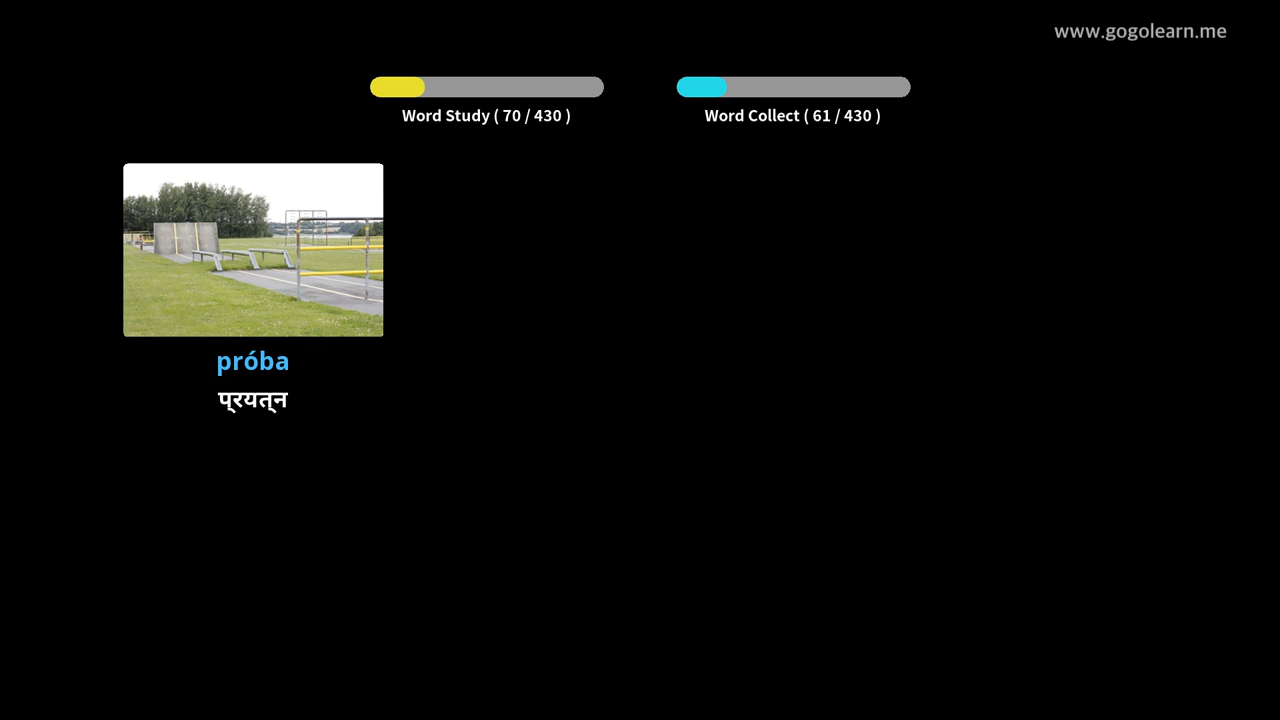 www.gogolearn.me
Word Study ( 70 / 430 )
Word Collect ( 61 / 430 )
próba
प्रयत्न